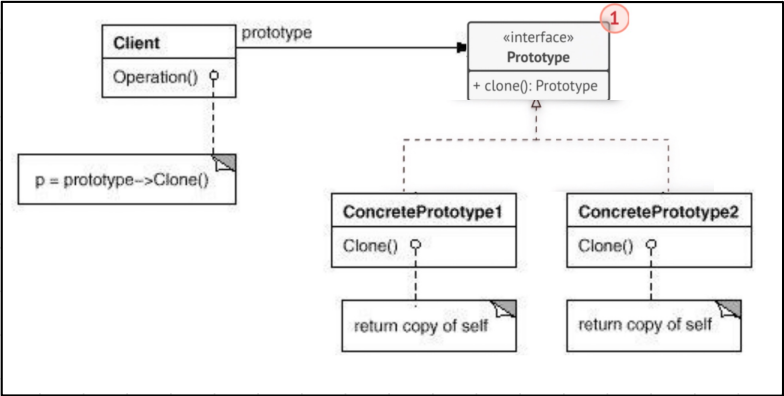 Client
Operation()
prototype
1
«interface»
Prototype
+ clone(): Prototype
p = prototype->Clone()
ConcretePrototype1
Clone()
return copy of self
ConcretePrototype2
Clone()
return copy of self